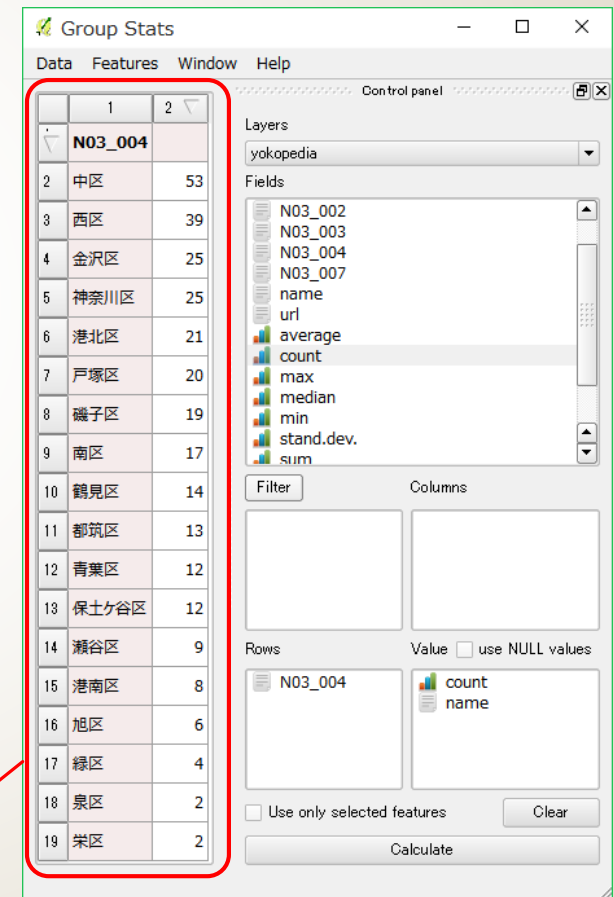 Group Stats
Data Features Window Help
1 2
N03_004
2 中区 53
3 西区 39
4 金沢区 25
5 神奈川区 25
6 港北区 21
7 戸塚区 20
8 磯子区 19
9 南区 17
10 鶴見区 14
11 都筑区 13
12 青葉区 12
13 保土ケ谷区 12
14 瀬谷区 9
15 港南区 8
16 旭区 6
17 緑区 4
18 泉区 2
19 栄区 2
Control panel
Layers
yokopedia
Fields
N03_002
N03_003
N03_004
N03_007
name
url
average
count
max
median
min
stand.dev.
sum
Filter Columns
Rows Value use NULL values
N03_004 count
name
Use only selected features Clear
Calculate